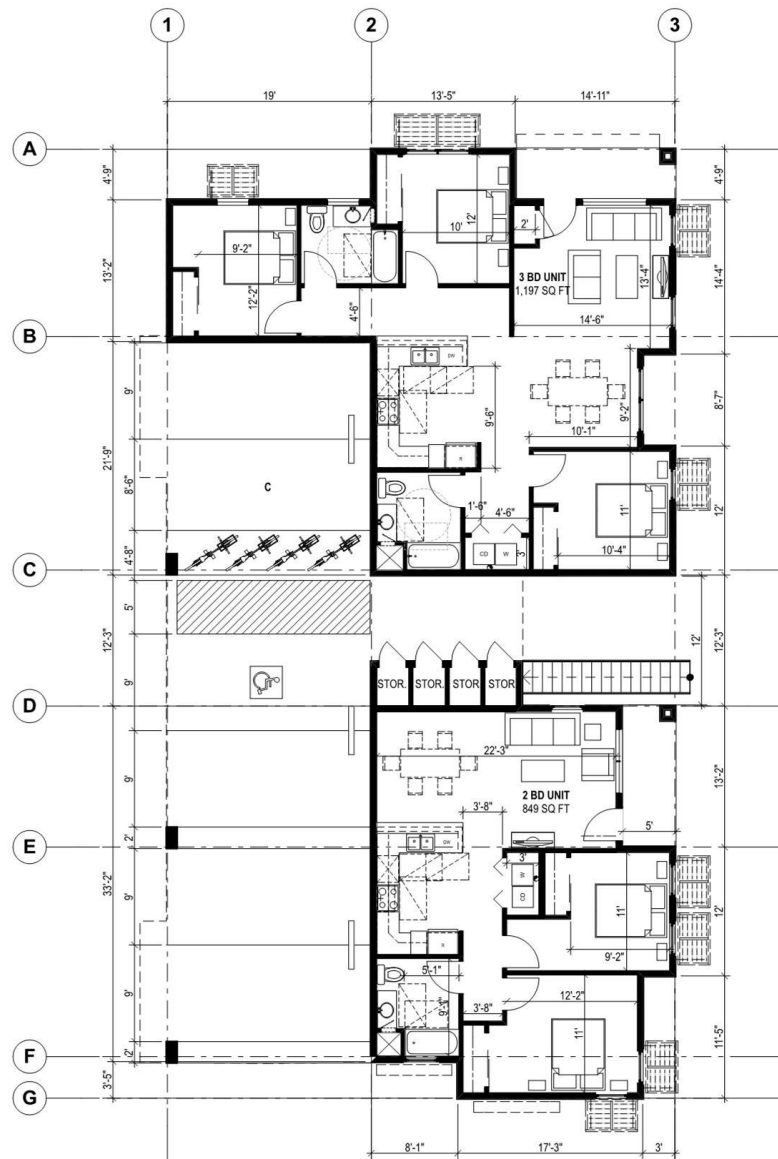 1 2 3
19' 13'-5" 14'-11"
A
4'-9" 4'-9"
13'-2" 14'-4"
9'-2" 12'-2" 4'-6"
10' 12'
2' 13'-4"
3 BD UNIT
1,197 SQ FT
14'-6"
B
DW
R
9'-6"
9'-2" 8'-7"
10'-1"
9' 21'-9" 8'-6"
C
4'-8"
1'-6" 4'-6"
CD W 3'
11' 12'
10'-4"
C
5' 12'-3" 9'
12' 12'-3"
STOR. STOR. STOR. STOR.
D
22'-3"
2 BD UNIT
849 SQ FT
3'-8"
13'-2"
5'
9'
2'
E
DW
R
3'
W
CD
11' 12'
9'-2"
9' 33'-2"
9'
5'-1" 9'-1"
3'-8"
12'-2"
11' 11'-5"
2'
F
3'-5"
G
8'-1" 17'-3" 3'